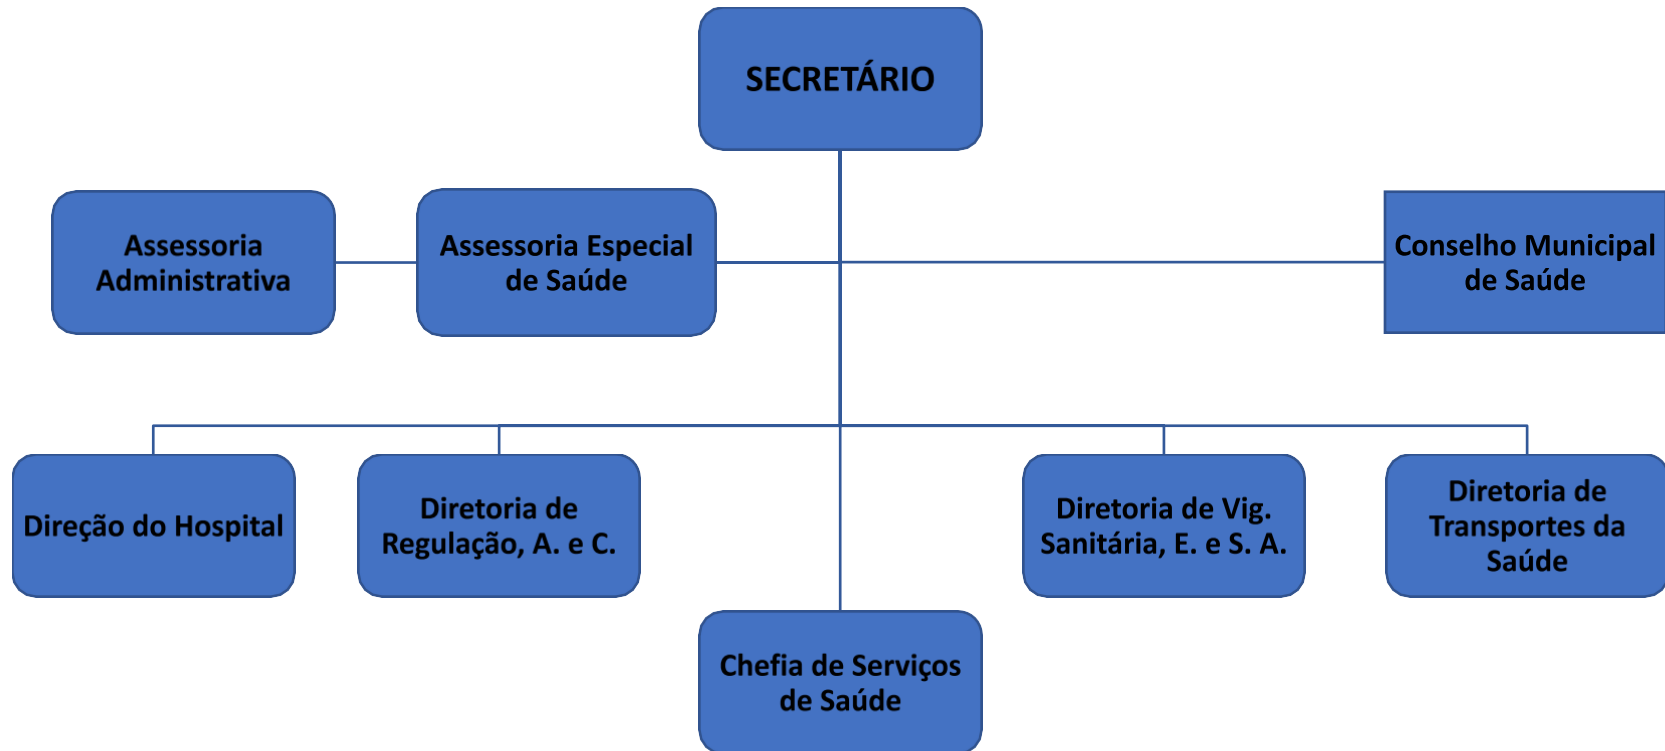 SECRETÁRIO
Assessoria
Administrativa
Assessoria Especial
de Saúde
Conselho Municipal
de Saúde
Direção do Hospital
Diretoria de
Regulação, A. e C.
Diretoria de Vig.
Sanitária, E. e S. A.
Diretoria de
Transportes da
Saúde
Chefia de Serviços
de Saúde